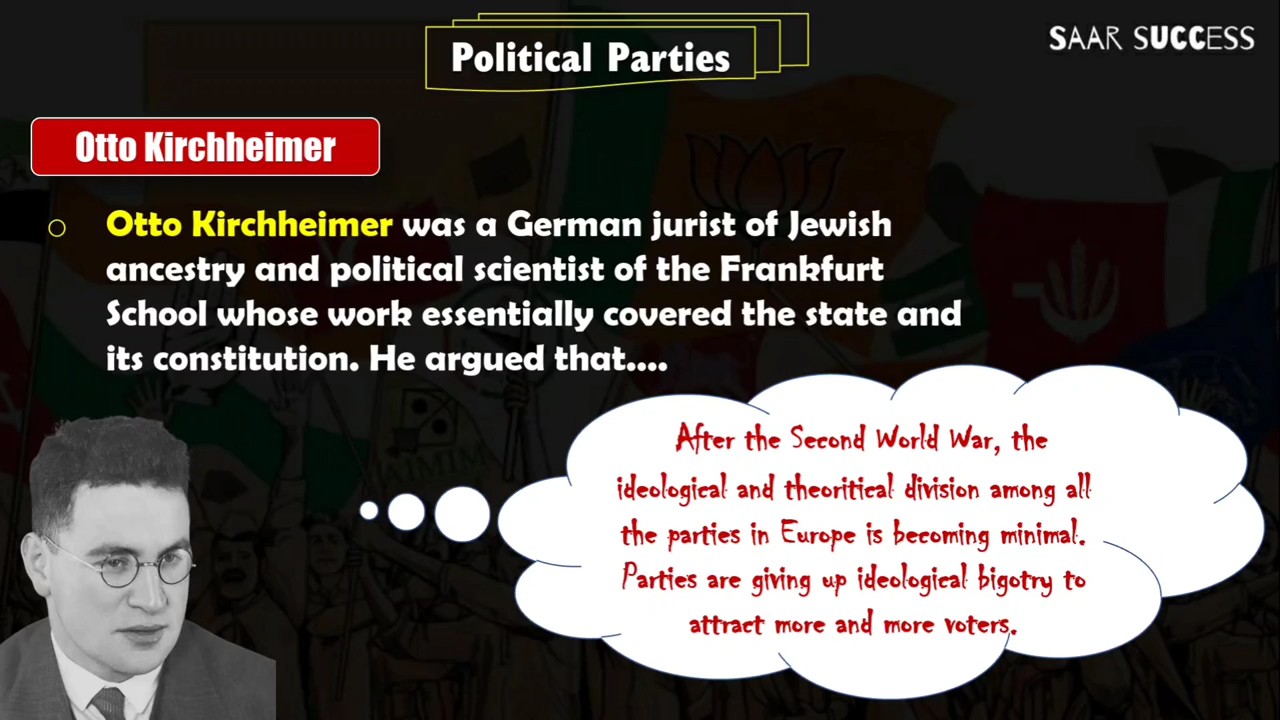 Political Parties
SAAR SUCCESS
Otto Kirchheimer
Otto Kirchheimer was a German jurist of Jewish
ancestry and political scientist of the Frankfurt
School whose work essentially covered the state and
its constitution. He argued that....
After the Second World War, the
ideological and theoritical division among all
the parties in Europe is becoming minimal.
Parties are giving up ideological bigotry to
attract more and more voters.
AIMIM